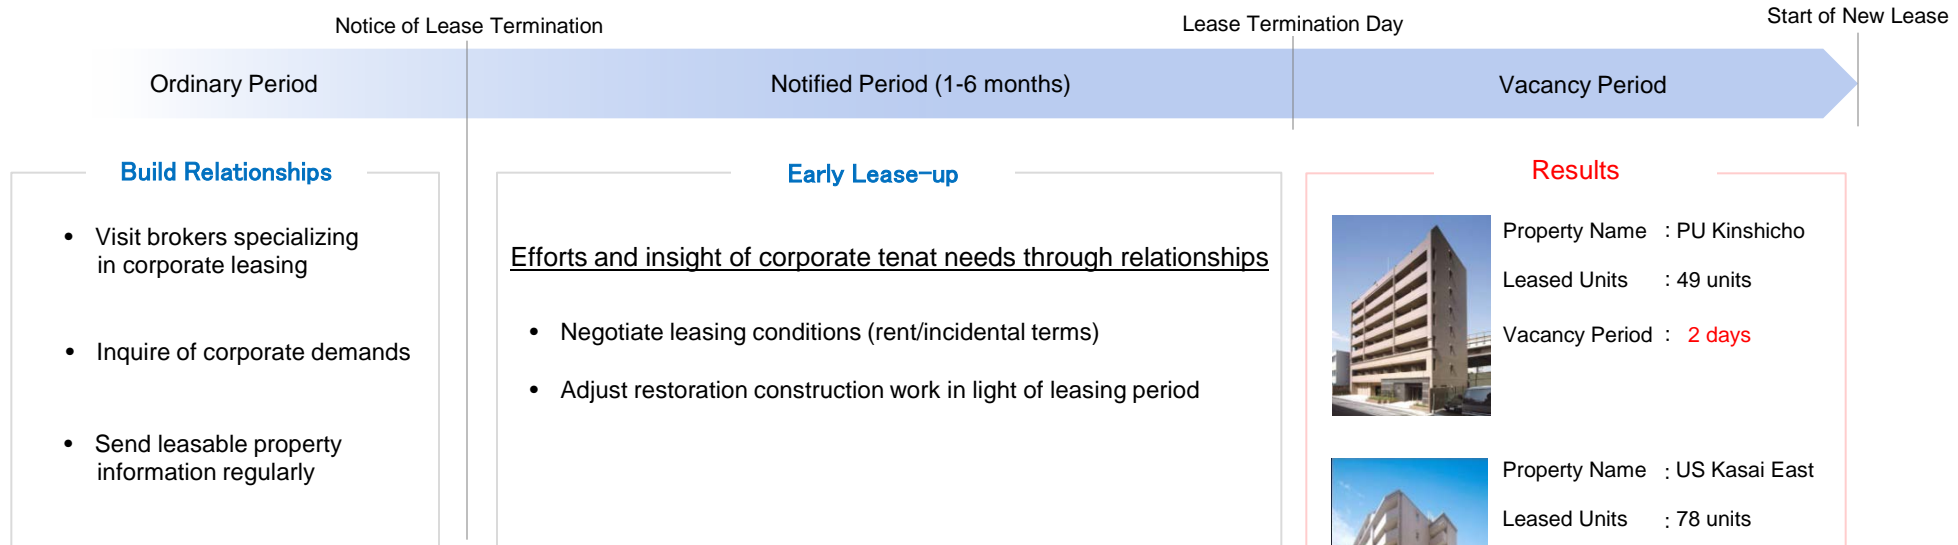 Notice of Lease Termination
Lease Termination Day
Start of New Lease
Ordinary Period
Notified Period (1-6 months)
Vacancy Period
Build Relationships
• Visit brokers specializing
in corporate leasing
• Inquire of corporate demands
• Send leasable property
information regularly
Early Lease-up
Efforts and insight of corporate tenat needs through relationships
• Negotiate leasing conditions (rent/incidental terms)
• Adjust restoration construction work in light of leasing period
Results
Property Name : PU Kinshicho
Leased Units : 49 units
Vacancy Period : 2 days
Property Name : US Kasai East
Leased Units : 78 units